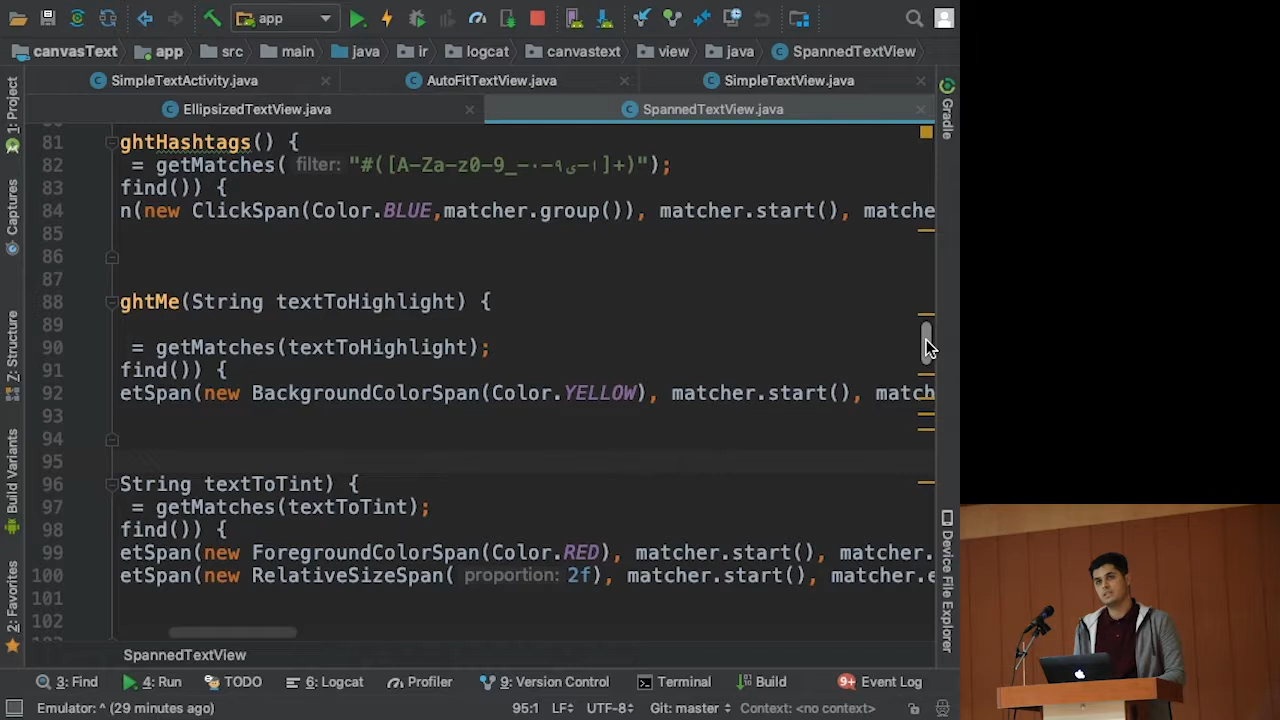 app
canvasText app src main java ir logcat canvastext view java SpannedTextView
SimpleTextActivity.java AutoFitTextView.java SimpleTextView.java
EllipsizedTextView.java SpannedTextView.java
1: Project
Captures
Z: Structure
Build Variants
2: Favorites
Gradle
Device File Explorer
81 ghtHashtags() {
82 = getMatches( filter: "#([A-Za-z0-9_-۰-۹ا-ی]+)");
83 find()) {
84 n(new ClickSpan(Color.BLUE,matcher.group()), matcher.start(), matche
85
86
87
88 ghtMe(String textToHighlight) {
89
90 = getMatches(textToHighlight);
91 find()) {
92 etSpan(new BackgroundColorSpan(Color.YELLOW), matcher.start(), match
93
94
95
96 String textToTint) {
97 = getMatches(textToTint);
98 find()) {
99 etSpan(new ForegroundColorSpan(Color.RED), matcher.start(), matcher.
100 etSpan(new RelativeSizeSpan( proportion: 2f), matcher.start(), matcher.e
101
102
SpannedTextView
3: Find 4: Run TODO 6: Logcat Profiler 9: Version Control Terminal Build 9+ Event Log
Emulator: ^ (29 minutes ago) 95:1 LF÷ UTF-8÷ Git: master÷ Context: <no context>